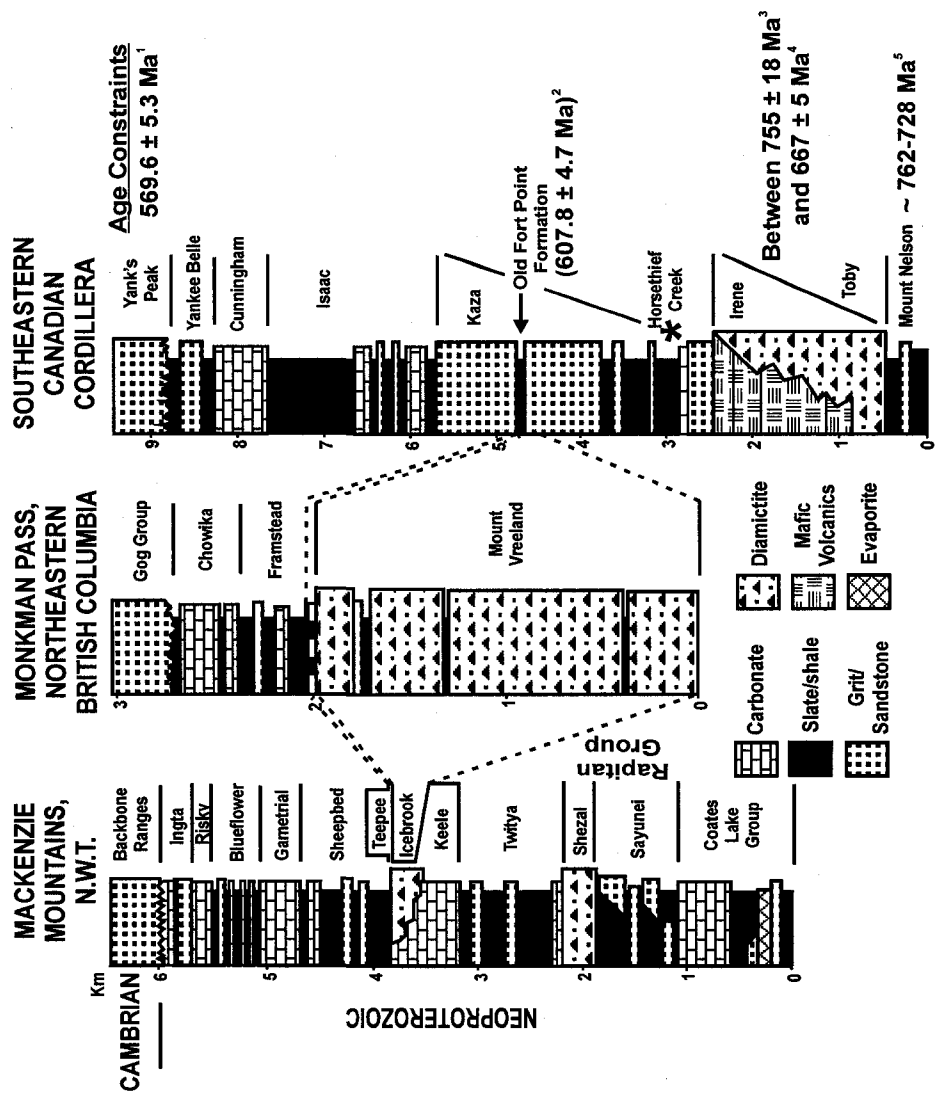 MACKENZIE
MOUNTAINS,
N.W.T.
Km
CAMBRIAN
NEOPROTEROZOIC
6
5
4
3
2
1
0
Backbone
Ranges
Ingta
Risky
Blueflower
Gametrial
Sheepbed
Teepee
Icebrook
Keele
Twitya
Shezal
Sayunei
Rapitan
Group
Coates
Lake
Group
MONKMAN PASS,
NORTHEASTERN
BRITISH COLUMBIA
3
2
1
0
Gog Group
Chowika
Framstead
Mount
Vreeland
SOUTHEASTERN
CANADIAN
CORDILLERA
9
8
7
6
5
4
3
2
1
0
Yank's
Peak
Yankee Belle
Cunningham
Isaac
Kaza
Old Fort Point
Formation
(607.8 ± 4.7 Ma)²
Horsethief
Creek
*
Irene
Toby
Mount Nelson ~ 762-728 Ma⁵
Age Constraints
569.6 ± 5.3 Ma¹
Between 755 ± 18 Ma³
and 667 ± 5 Ma⁴
Carbonate
Slate/shale
Grit/
Sandstone
Diamictite
Mafic
Volcanics
Evaporite